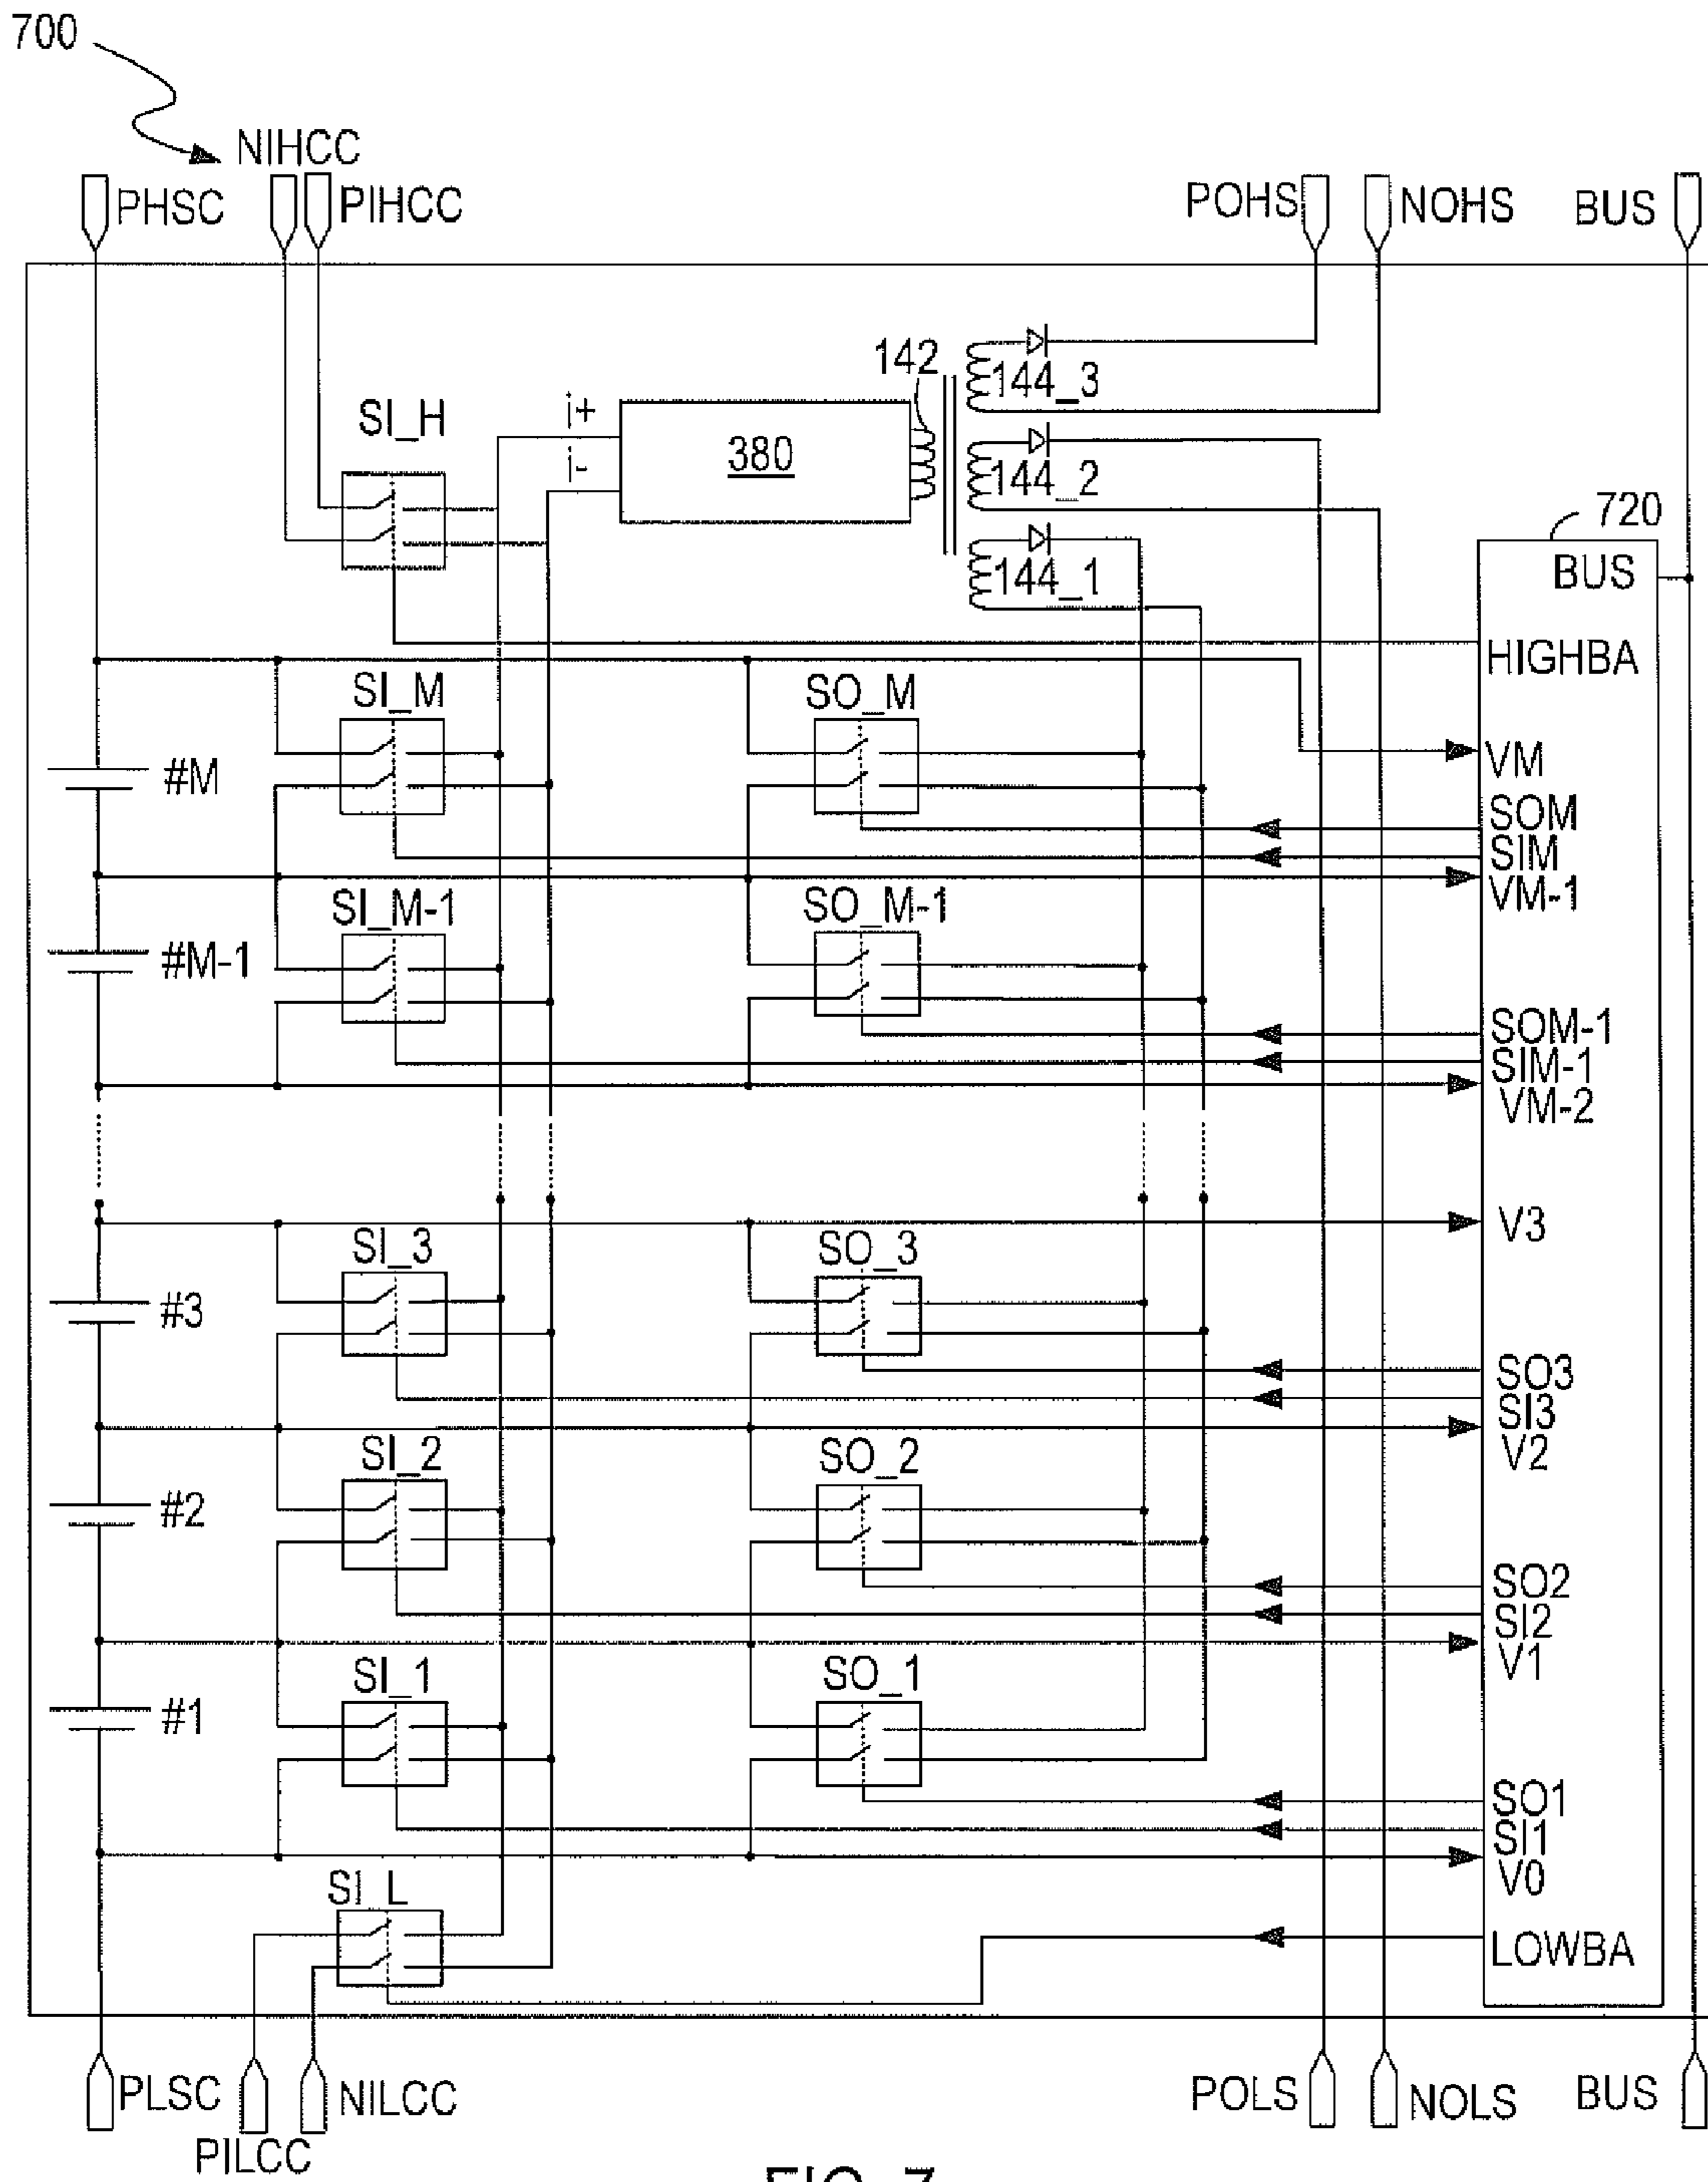 700
NIHCC
PHSC
PIHCC
POHS
NOHS
BUS
142
144_3
SI_H
i+
i-
380
144_2
720
144_1
BUS
HIGHBA
SI_M
SO_M
#M
VM
SOM
SIM
VM-1
SI_M-1
SO_M-1
#M-1
SOM-1
SIM-1
VM-2
V3
SI_3
SO_3
#3
SO3
SI3
V2
SI_2
SO_2
#2
SO2
SI2
V1
SI_1
SO_1
#1
SO1
SI1
V0
SI_L
LOWBA
PLSC
NILCC
POLS
NOLS
BUS
PILCC
FIG. 7